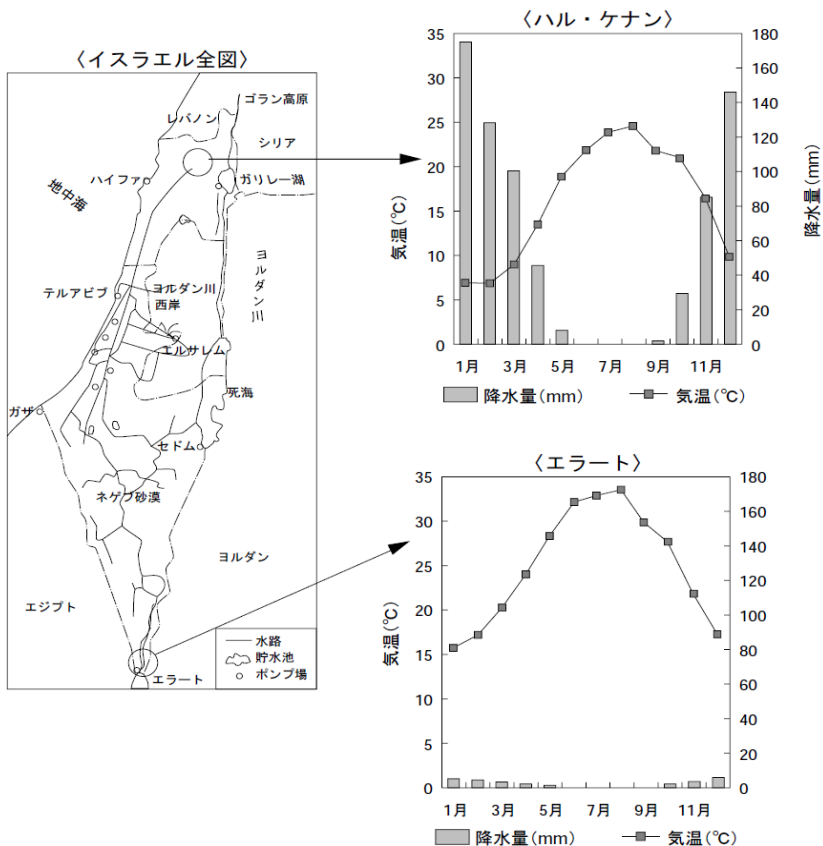 〈イスラエル全図〉
ゴラン高原
レバノン
シリア
ハイファ
ガリレー湖
地中海
ヨルダン川
テルアビブ
ヨルダン川
西岸
エルサレム
死海
ガザ
セドム
ネゲブ砂漠
ヨルダン
エジプト
エラート
水路
貯水池
ポンプ場
〈ハル・ケナン〉
気温(℃)
35
30
25
20
15
10
5
0
180
160
140
120
100
80
60
40
20
0
降水量(mm)
1月 3月 5月 7月 9月 11月
降水量(mm) 気温(℃)
〈エラート〉
気温(℃)
35
33
25
20
15
10
5
0
180
160
140
120
100
80
60
40
20
0
1月 3月 5月 7月 9月 11月
降水量(mm) 気温(℃)